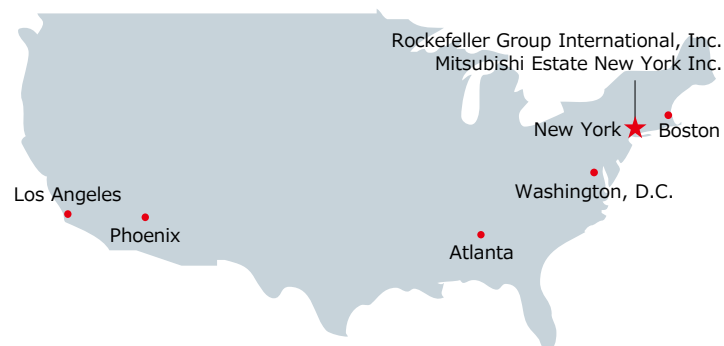 Rockefeller Group International, Inc.
Mitsubishi Estate New York Inc.
New York
Boston
Washington, D.C.
Los Angeles
Phoenix
Atlanta